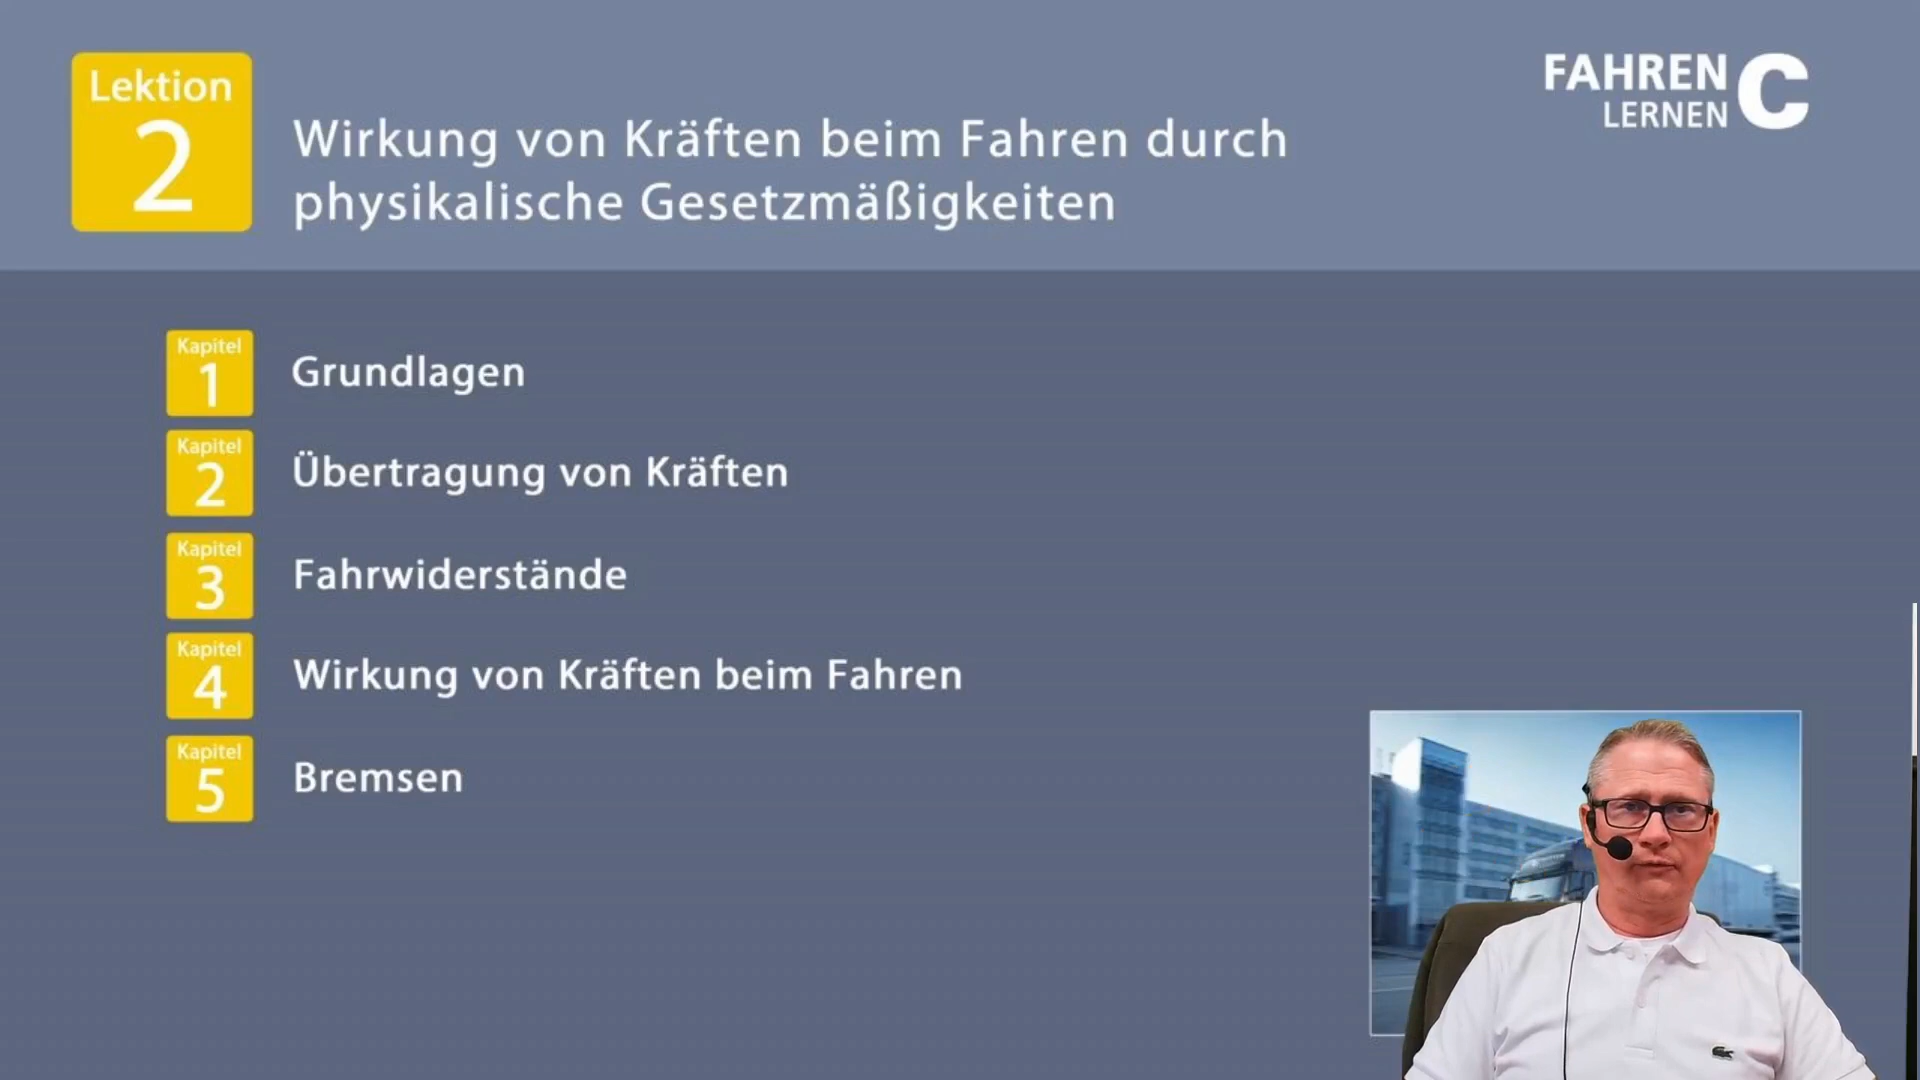 Lektion
2
Wirkung von Kräften beim Fahren durch
physikalische Gesetzmäßigkeiten
FAHREN
LERNEN
C
Kapitel
1
Grundlagen
Kapitel
2
Übertragung von Kräften
Kapitel
3
Fahrwiderstände
Kapitel
4
Wirkung von Kräften beim Fahren
Kapitel
5
Bremsen